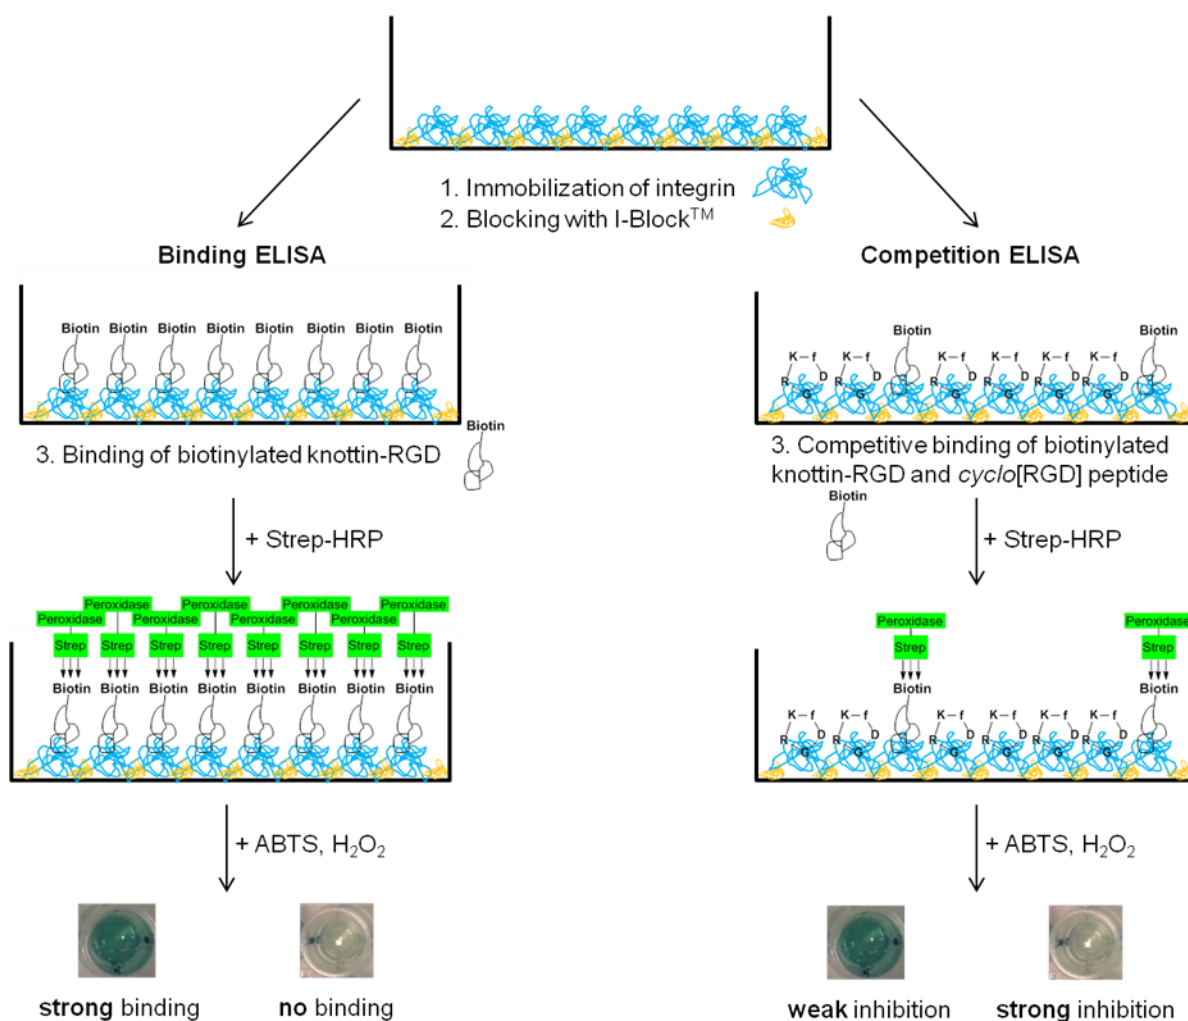 1. Immobilization of integrin
2. Blocking with I-Block™
Binding ELISA
Biotin Biotin Biotin Biotin Biotin Biotin Biotin Biotin
Biotin
3. Binding of biotinylated knottin-RGD
+ Strep-HRP
Peroxidase Peroxidase Peroxidase Peroxidase
Peroxidase Peroxidase Peroxidase Peroxidase
Strep Strep Strep Strep Strep Strep Strep Strep
Biotin Biotin Biotin Biotin Biotin Biotin Biotin Biotin
+ ABTS, H₂O₂
strong binding
no binding
Competition ELISA
Biotin Biotin
K–f K–f K–f K–f K–f K–f
R D R D R D R D R D R D
G G G G G G
3. Competitive binding of biotinylated
knottin-RGD and cyclo[RGD] peptide
Biotin
+ Strep-HRP
Peroxidase Peroxidase
Strep Strep
Biotin Biotin
K–f K–f K–f K–f K–f K–f
R D R D R D R D R D R D
G G G G G G
+ ABTS, H₂O₂
weak inhibition
strong inhibition